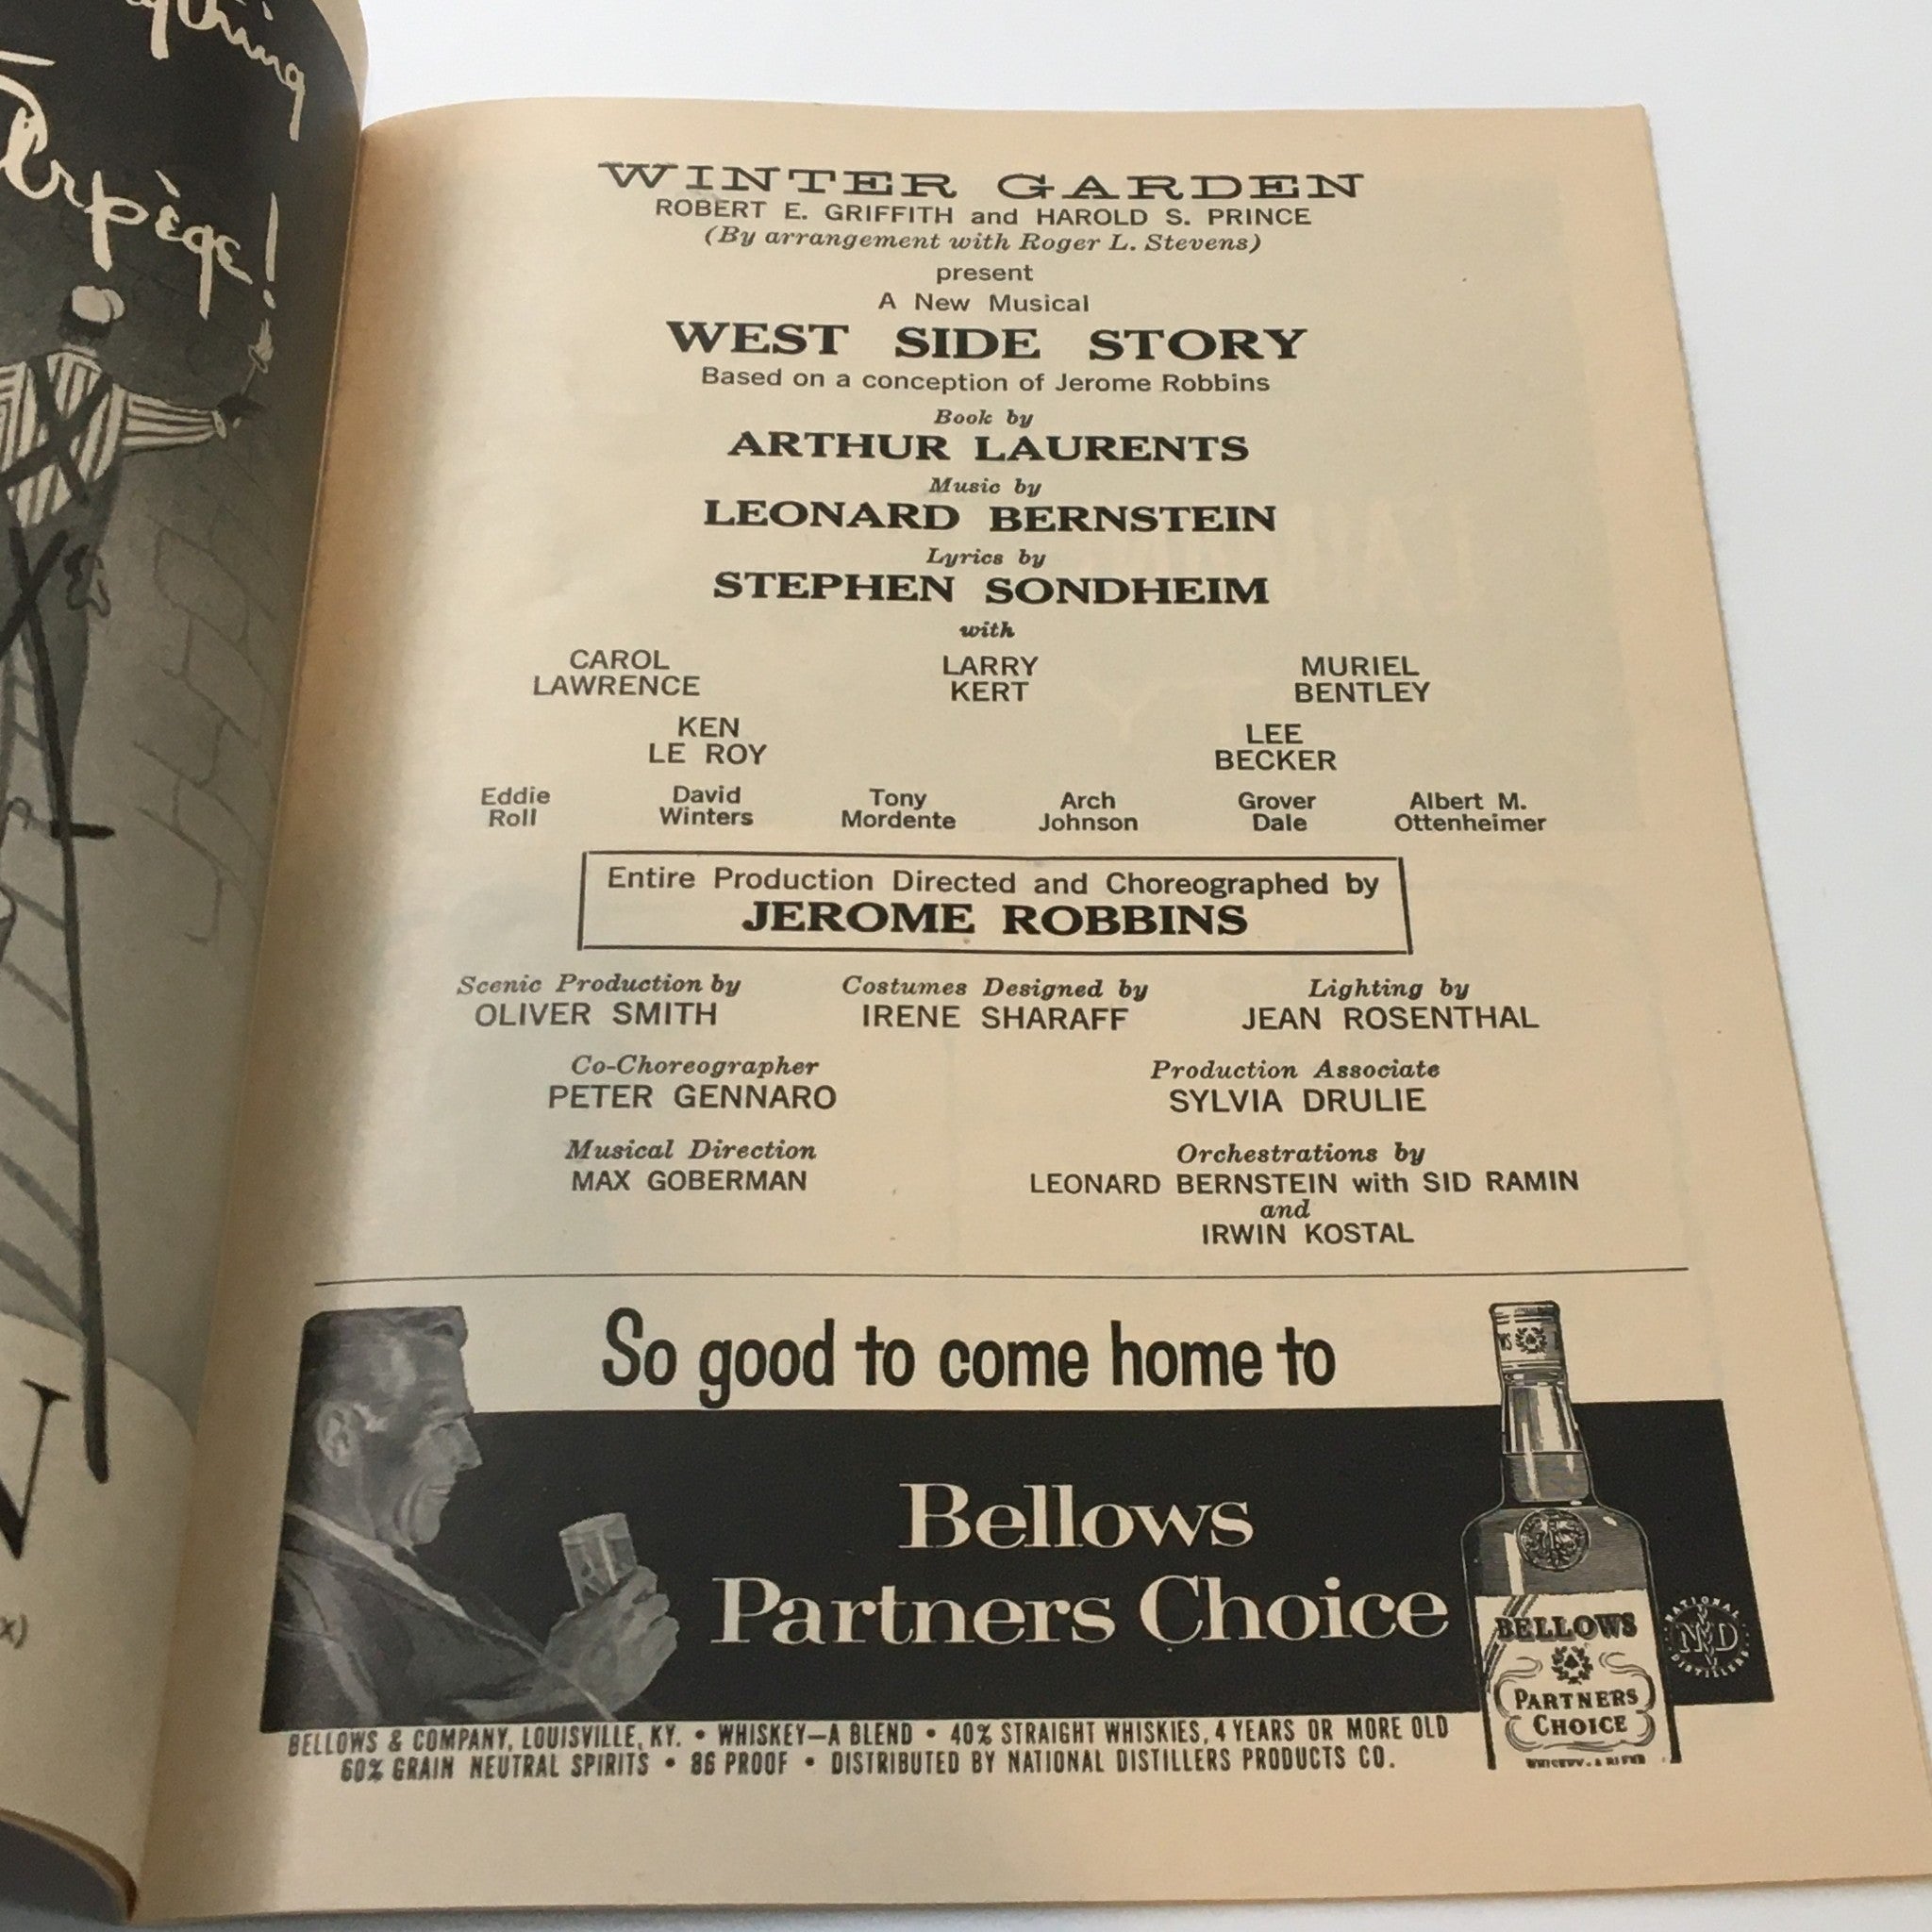 Arpège!
WINTER GARDEN
ROBERT E. GRIFFITH and HAROLD S. PRINCE
(By arrangement with Roger L. Stevens)
present
A New Musical
WEST SIDE STORY
Based on a conception of Jerome Robbins
Book by
ARTHUR LAURENTS
Music by
LEONARD BERNSTEIN
Lyrics by
STEPHEN SONDHEIM
with
CAROL LAWRENCE
LARRY KERT
MURIEL BENTLEY
KEN LE ROY
LEE BECKER
Eddie Roll
David Winters
Tony Mordente
Arch Johnson
Grover Dale
Albert M. Ottenheimer
Entire Production Directed and Choreographed by
JEROME ROBBINS
Scenic Production by
OLIVER SMITH
Costumes Designed by
IRENE SHARAFF
Lighting by
JEAN ROSENTHAL
Co-Choreographer
PETER GENNARO
Production Associate
SYLVIA DRULIE
Musical Direction
MAX GOBERMAN
Orchestrations by
LEONARD BERNSTEIN with SID RAMIN
and
IRWIN KOSTAL
So good to come home to
Bellows
Partners Choice
BELLOWS
PARTNERS
CHOICE
NATIONAL
ND
DISTILLERS
BELLOWS & COMPANY, LOUISVILLE, KY. • WHISKEY—A BLEND • 40% STRAIGHT WHISKIES, 4 YEARS OR MORE OLD
60% GRAIN NEUTRAL SPIRITS • 86 PROOF • DISTRIBUTED BY NATIONAL DISTILLERS PRODUCTS CO.